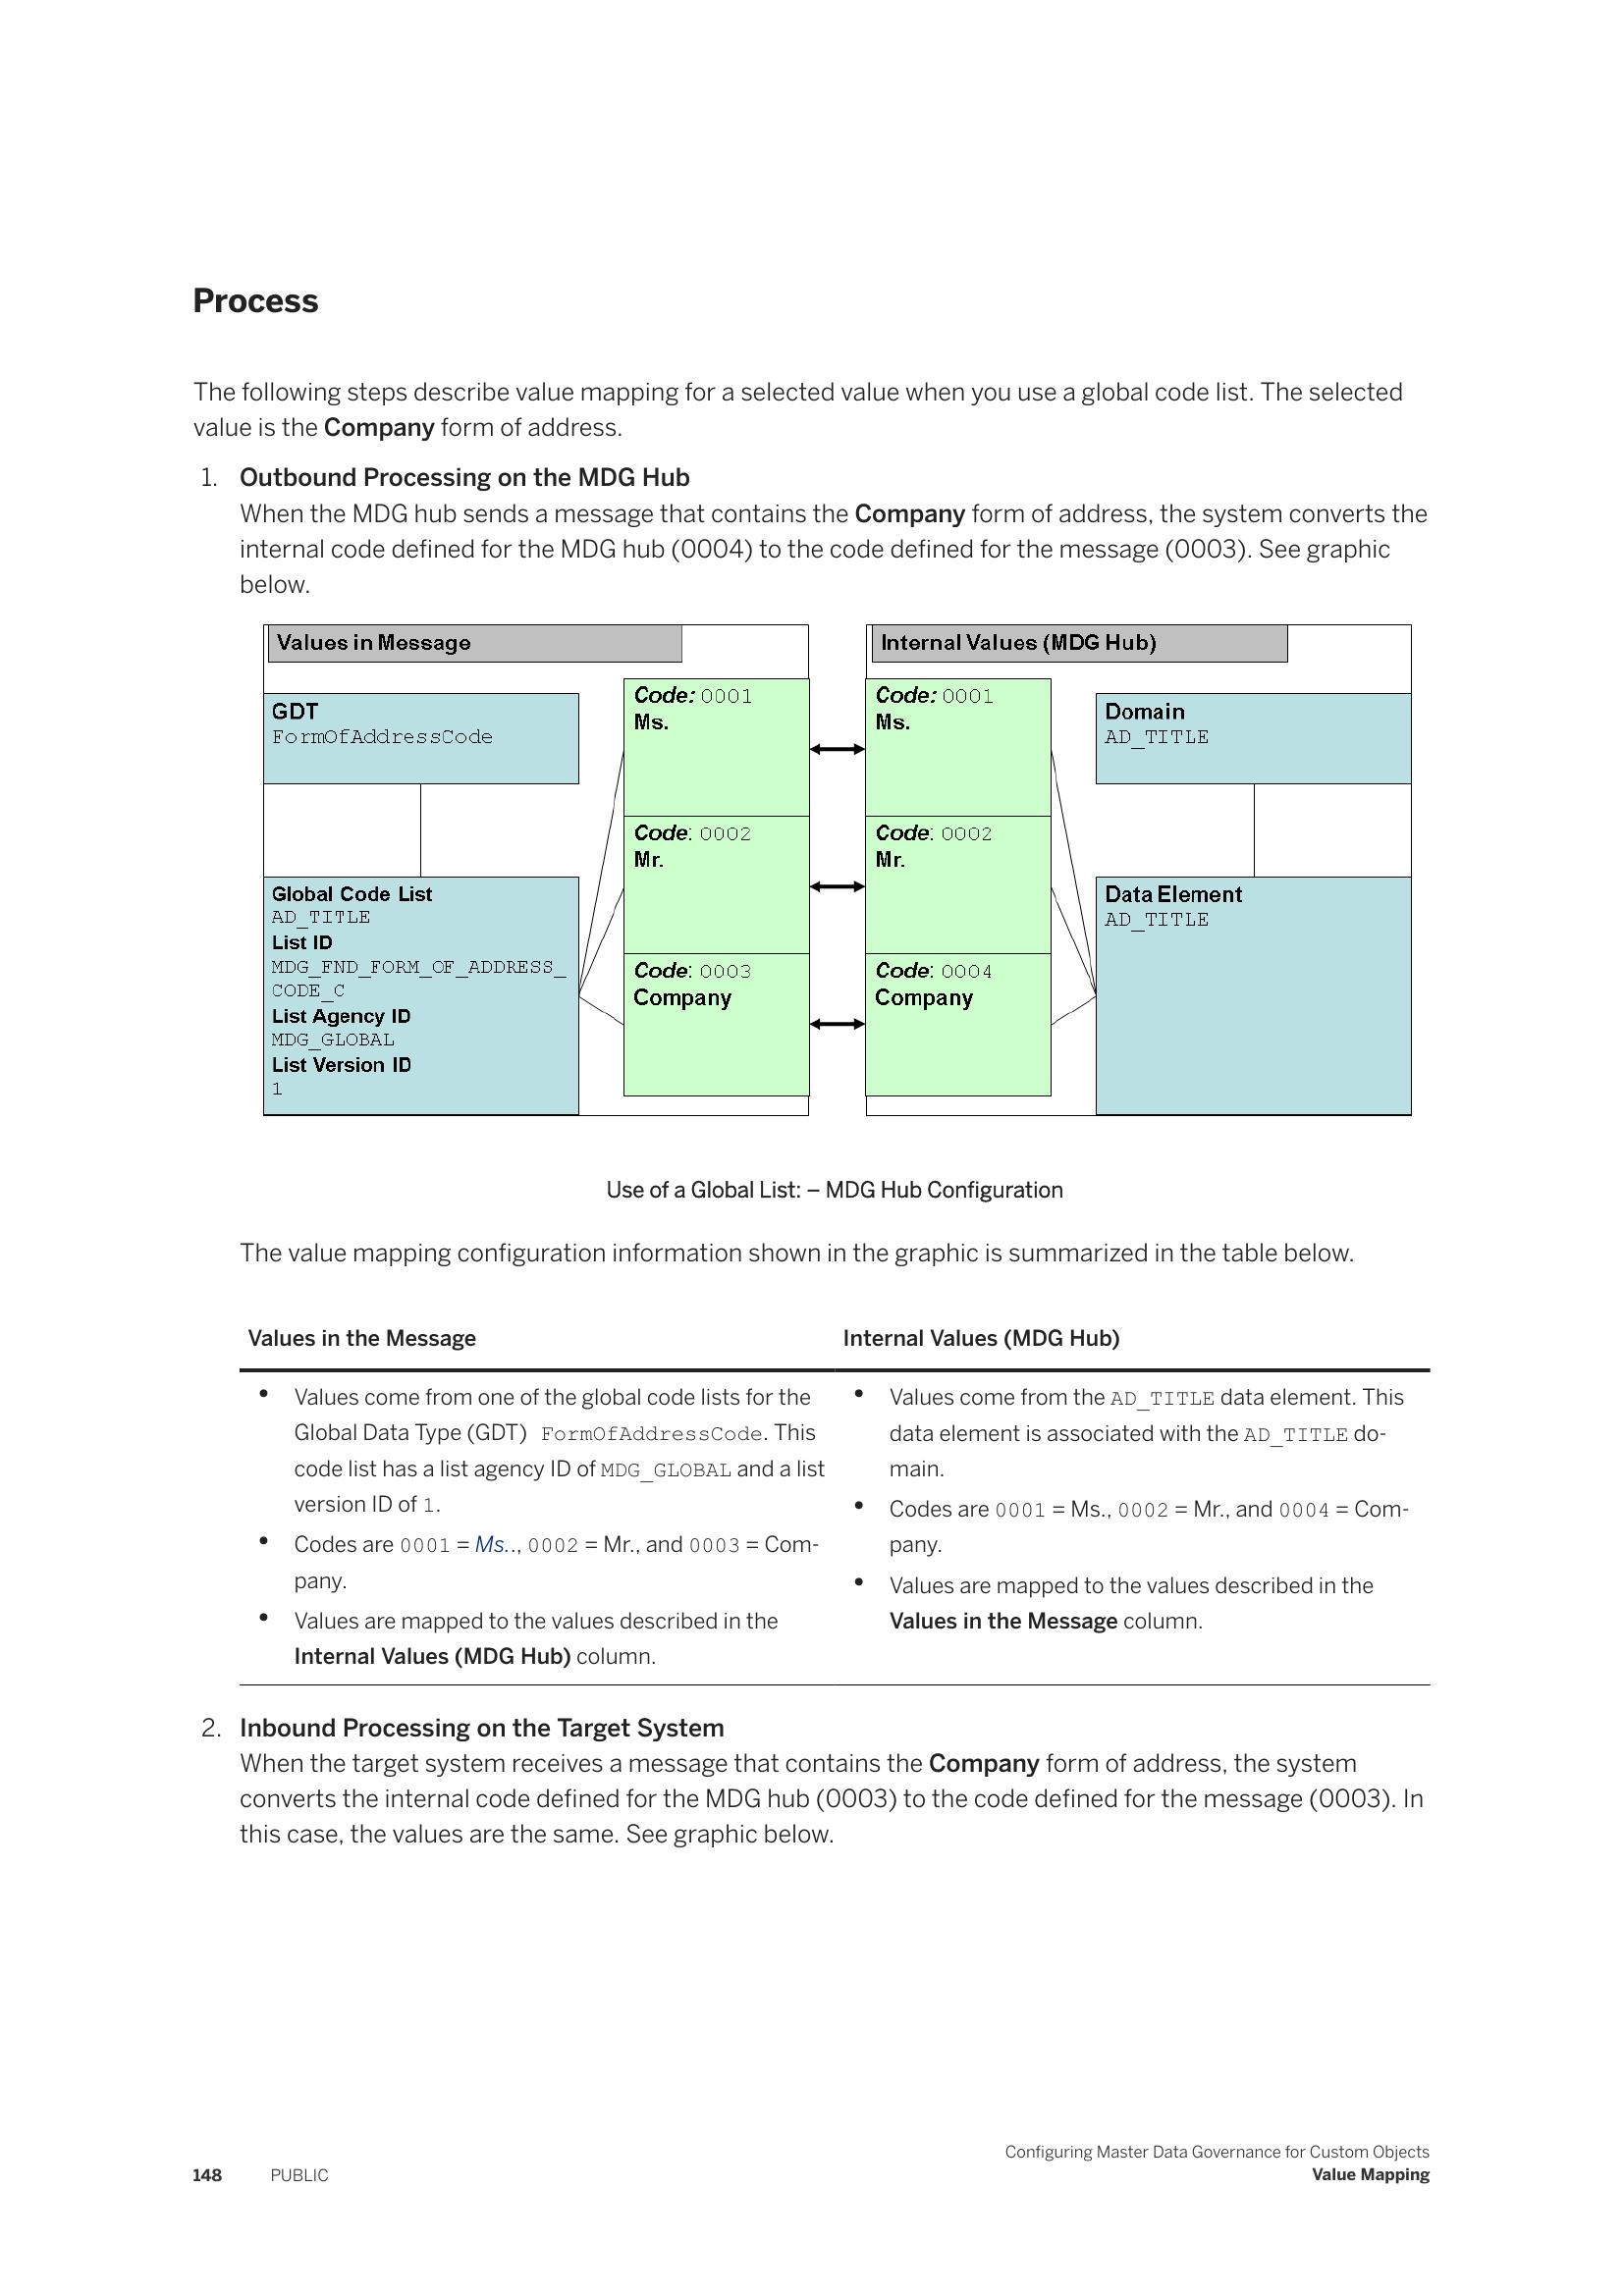 Process
The following steps describe value mapping for a selected value when you use a global code list. The selected
value is the Company form of address.
1. Outbound Processing on the MDG Hub
When the MDG hub sends a message that contains the Company form of address, the system converts the
internal code defined for the MDG hub (0004) to the code defined for the message (0003). See graphic
below.
Values in Message
GDT
FormOfAddressCode
Global Code List
AD_TITLE
List ID
MDG_FND_FORM_OF_ADDRESS_
CODE_C
List Agency ID
MDG_GLOBAL
List Version ID
1
Code: 0001
Ms.
Code: 0002
Mr.
Code: 0003
Company
Internal Values (MDG Hub)
Code: 0001
Ms.
Code: 0002
Mr.
Code: 0004
Company
Domain
AD_TITLE
Data Element
AD_TITLE
Use of a Global List: – MDG Hub Configuration
The value mapping configuration information shown in the graphic is summarized in the table below.
Values in the Message
• Values come from one of the global code lists for the
Global Data Type (GDT) FormOfAddressCode. This
code list has a list agency ID of MDG_GLOBAL and a list
version ID of 1.
• Codes are 0001 = Ms.., 0002 = Mr., and 0003 = Com-
pany.
• Values are mapped to the values described in the
Internal Values (MDG Hub) column.
Internal Values (MDG Hub)
• Values come from the AD_TITLE data element. This
data element is associated with the AD_TITLE do-
main.
• Codes are 0001 = Ms., 0002 = Mr., and 0004 = Com-
pany.
• Values are mapped to the values described in the
Values in the Message column.
2. Inbound Processing on the Target System
When the target system receives a message that contains the Company form of address, the system
converts the internal code defined for the MDG hub (0003) to the code defined for the message (0003). In
this case, the values are the same. See graphic below.
148 PUBLIC
Configuring Master Data Governance for Custom Objects
Value Mapping